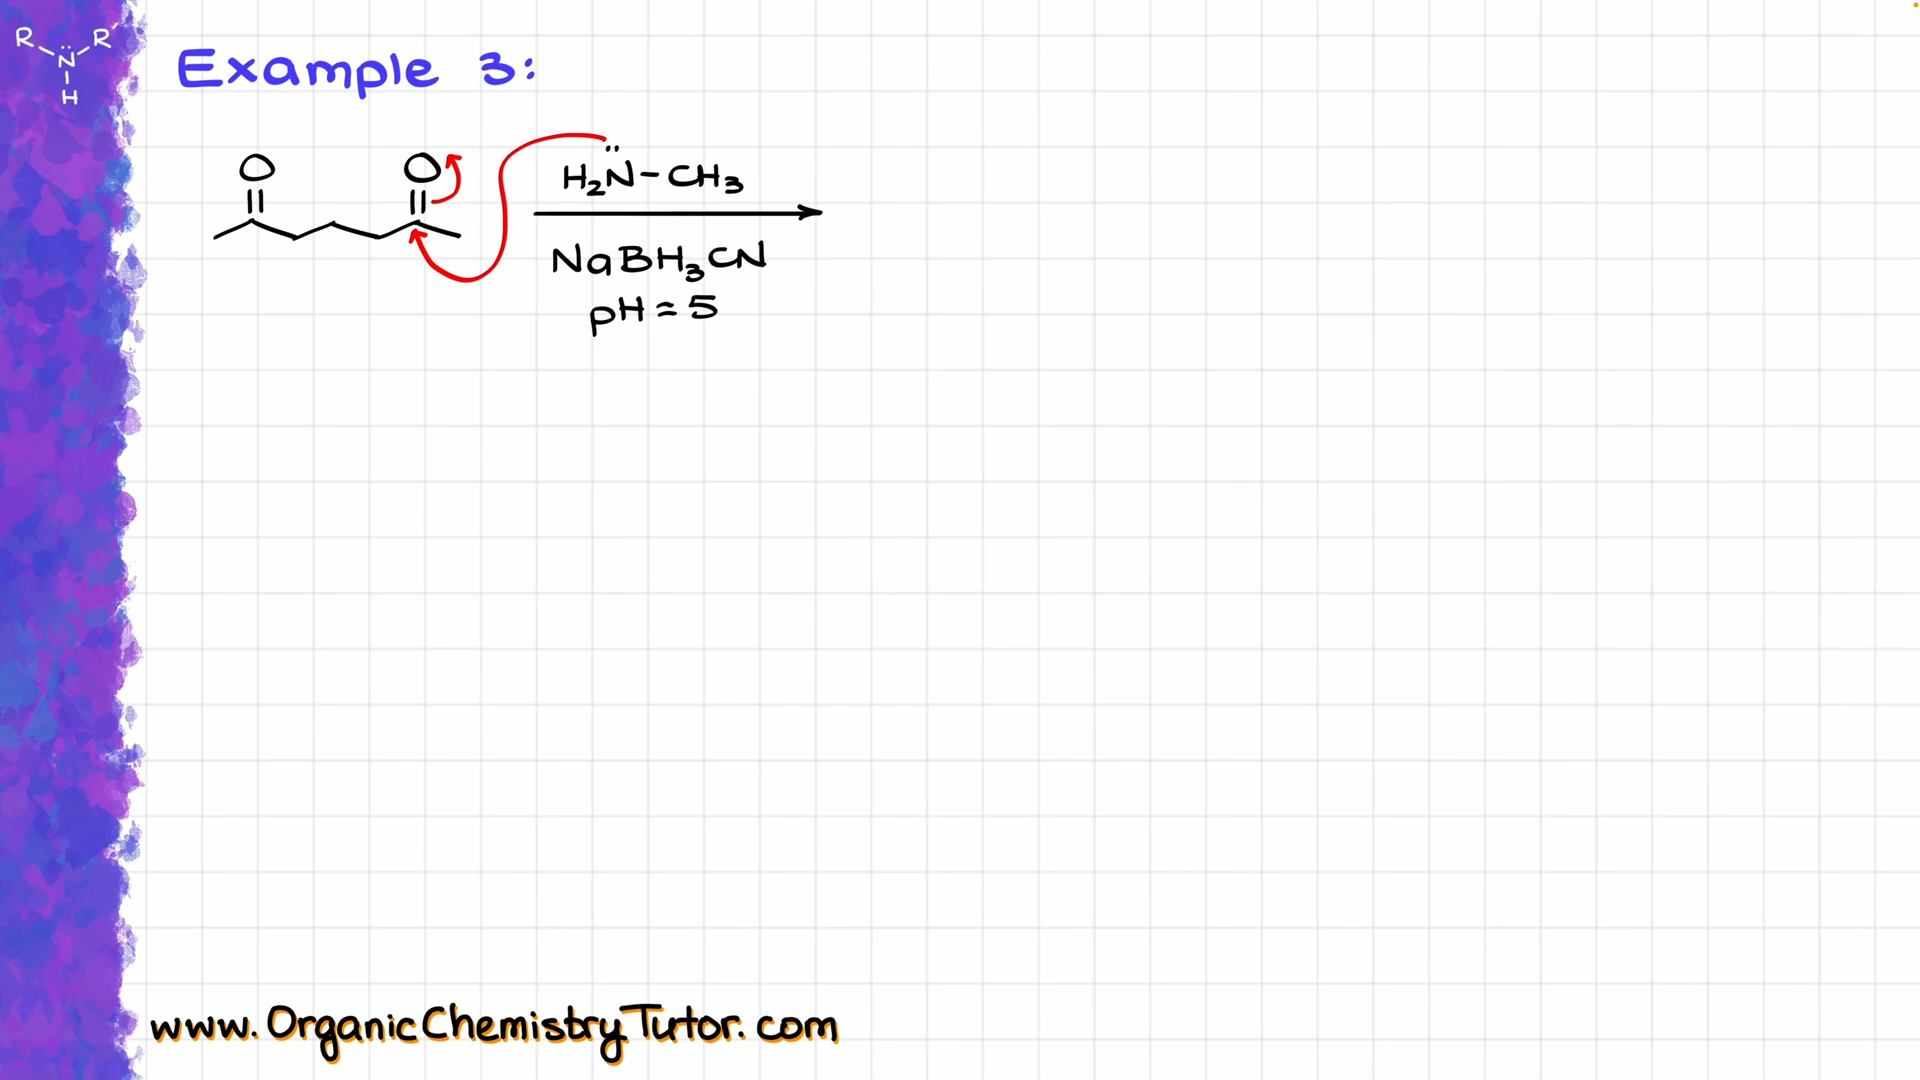 R R'
N̈
H
Example 3:
O O
H₂N̈-CH₃
NaBH₃CN
pH ≈ 5
www.OrganicChemistryTutor.com